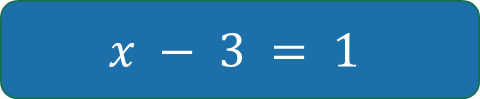 x − 3 = 1